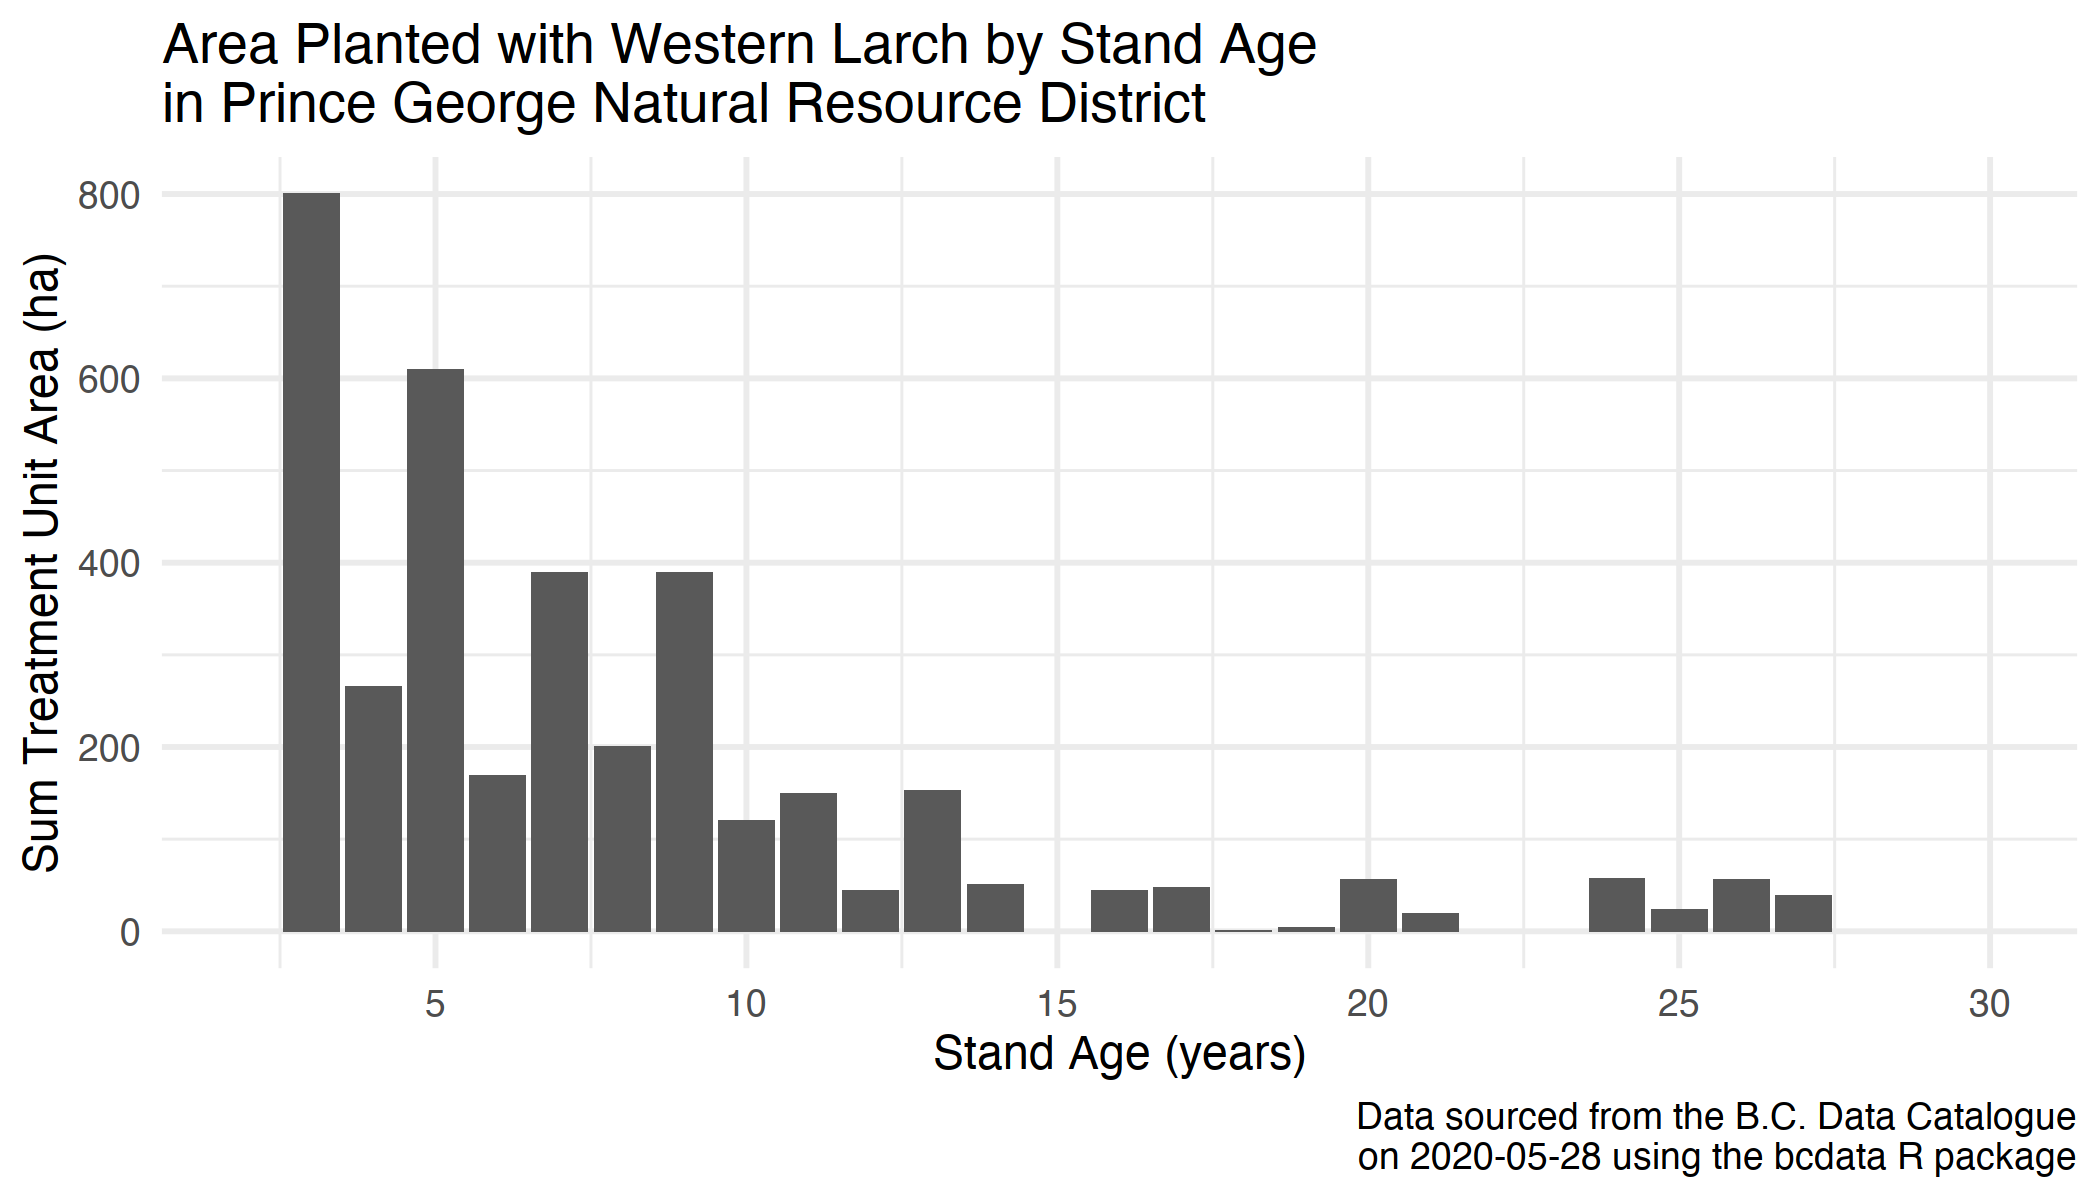 Area Planted with Western Larch by Stand Age
in Prince George Natural Resource District
Sum Treatment Unit Area (ha)
800
600
400
200
0
5
10
15
20
25
30
Stand Age (years)
Data sourced from the B.C. Data Catalogue
on 2020-05-28 using the bcdata R package